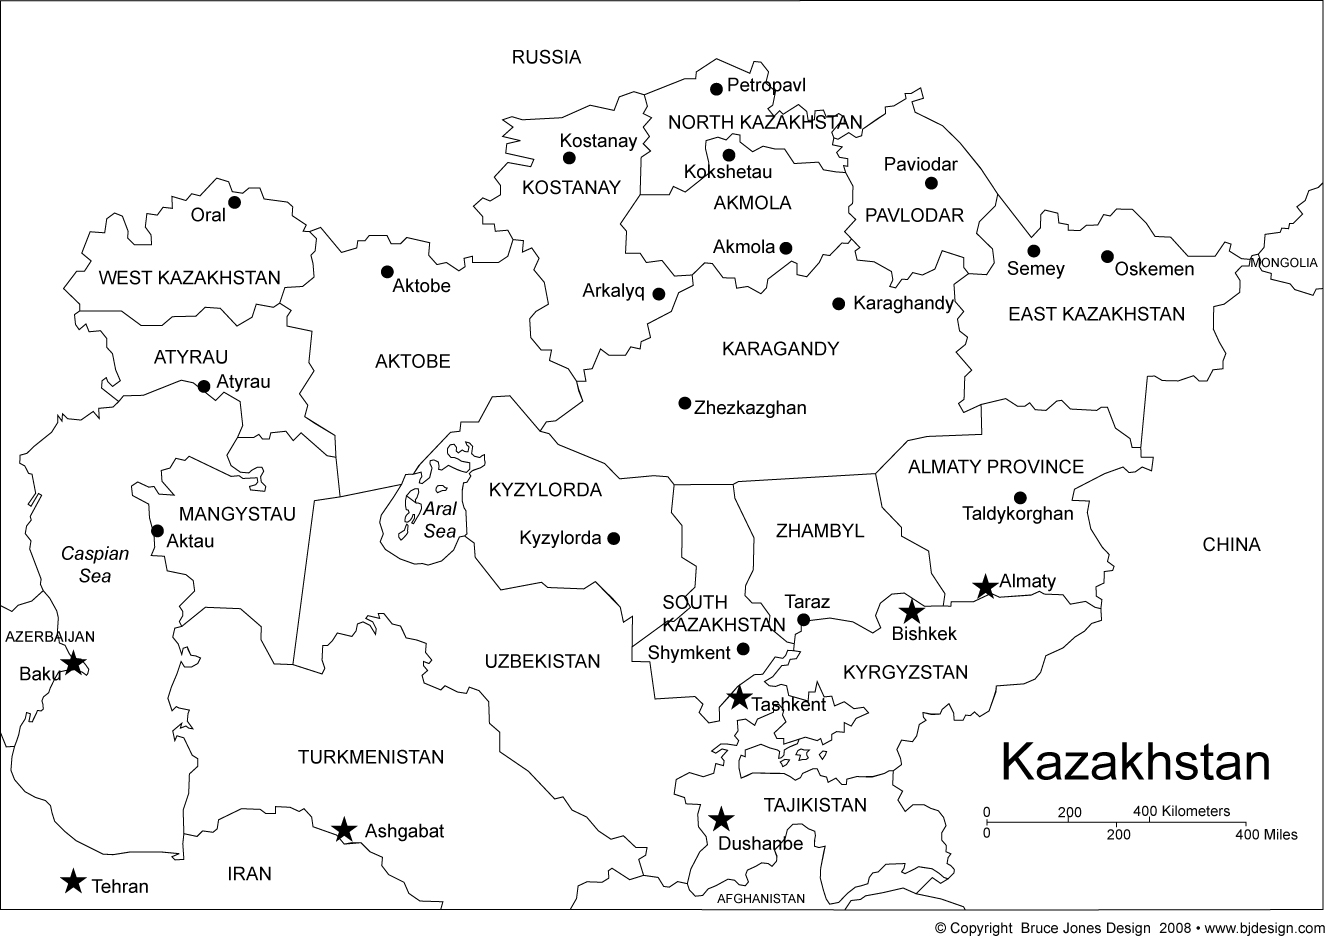 RUSSIA
Petropavl
NORTH KAZAKHSTAN
Kostanay
Kokshetau
Paviodar
KOSTANAY
AKMOLA
PAVLODAR
Oral
Akmola
Semey
Oskemen
MONGOLIA
WEST KAZAKHSTAN
Aktobe
Arkalyq
Karaghandy
EAST KAZAKHSTAN
ATYRAU
AKTOBE
KARAGANDY
Atyrau
Zhezkazghan
ALMATY PROVINCE
KYZYLORDA
MANGYSTAU
Aral
Sea
Taldykorghan
ZHAMBYL
Aktau
Kyzylorda
CHINA
Caspian
Sea
Almaty
SOUTH
KAZAKHSTAN
Taraz
Bishkek
AZERBAIJAN
Shymkent
Baku
UZBEKISTAN
KYRGYZSTAN
Tashkent
TURKMENISTAN
Kazakhstan
TAJIKISTAN
0 200 400 Kilometers
0 200 400 Miles
Ashgabat
Dushanbe
IRAN
Tehran
AFGHANISTAN
© Copyright Bruce Jones Design 2008 • www.bjdesign.com